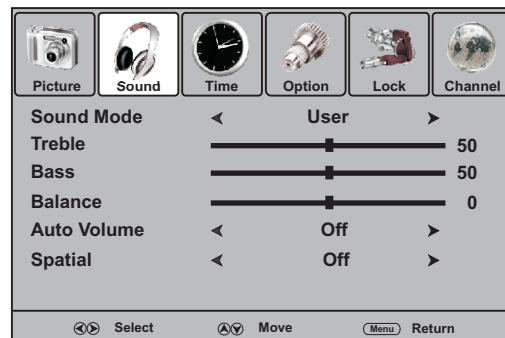 Picture Sound Time Option Lock Channel
Sound Mode User
Treble 50
Bass 50
Balance 0
Auto Volume Off
Spatial Off
Select Move Menu Return